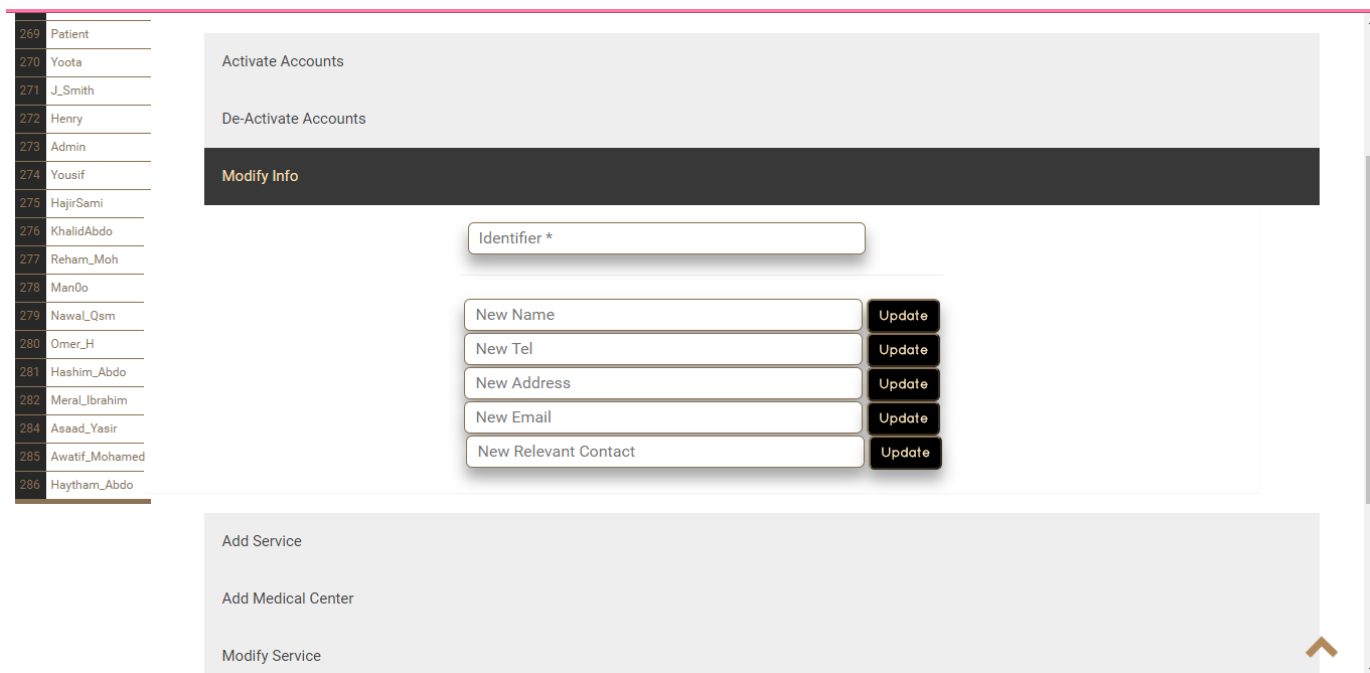 269 Patient
270 Yoota
271 J_Smith
272 Henry
273 Admin
274 Yousif
275 HajirSami
276 KhalidAbdo
277 Reham_Moh
278 Man0o
279 Nawal_Qsm
280 Omer_H
281 Hashim_Abdo
282 Meral_Ibrahim
284 Asaad_Yasir
285 Awatif_Mohamed
286 Haytham_Abdo
Activate Accounts
De-Activate Accounts
Modify Info
Identifier *
New Name Update
New Tel Update
New Address Update
New Email Update
New Relevant Contact Update
Add Service
Add Medical Center
Modify Service